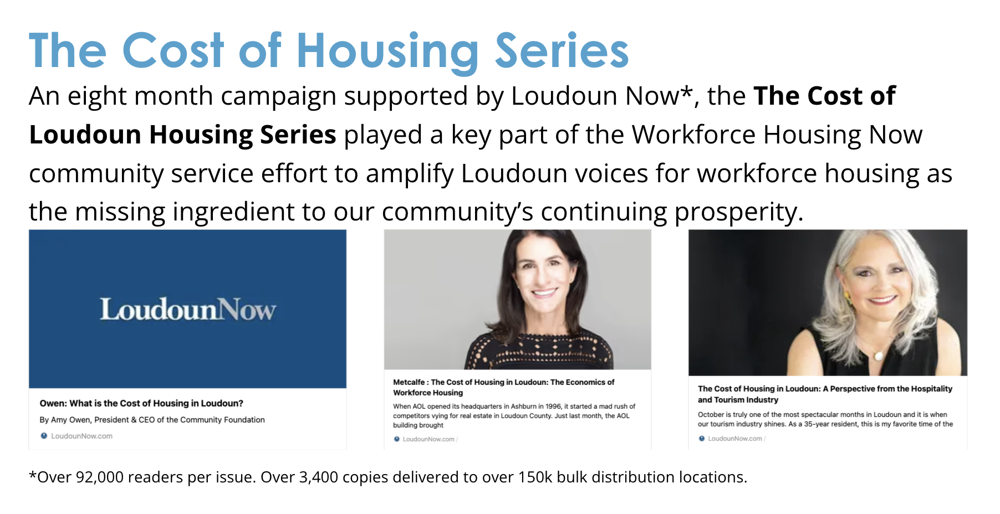 The Cost of Housing Series
An eight month campaign supported by Loudoun Now*, the The Cost of
Loudoun Housing Series played a key part of the Workforce Housing Now
community service effort to amplify Loudoun voices for workforce housing as
the missing ingredient to our community’s continuing prosperity.
LoudounNow
Owen: What is the Cost of Housing in Loudoun?
By Amy Owen, President & CEO of the Community Foundation
LoudounNow.com
Metcalfe : The Cost of Housing in Loudoun: The Economics of
Workforce Housing
When AOL opened its headquarters in Ashburn in 1996, it started a mad rush of
competitors vying for real estate in Loudoun County. Just last month, the AOL
building brought
LoudounNow.com /
The Cost of Housing in Loudoun: A Perspective from the Hospitality
and Tourism Industry
October is truly one of the most spectacular months in Loudoun and it is when
our tourism industry shines. As a 35-year resident, this is my favorite time of the
LoudounNow.com /
*Over 92,000 readers per issue. Over 3,400 copies delivered to over 150k bulk distribution locations.